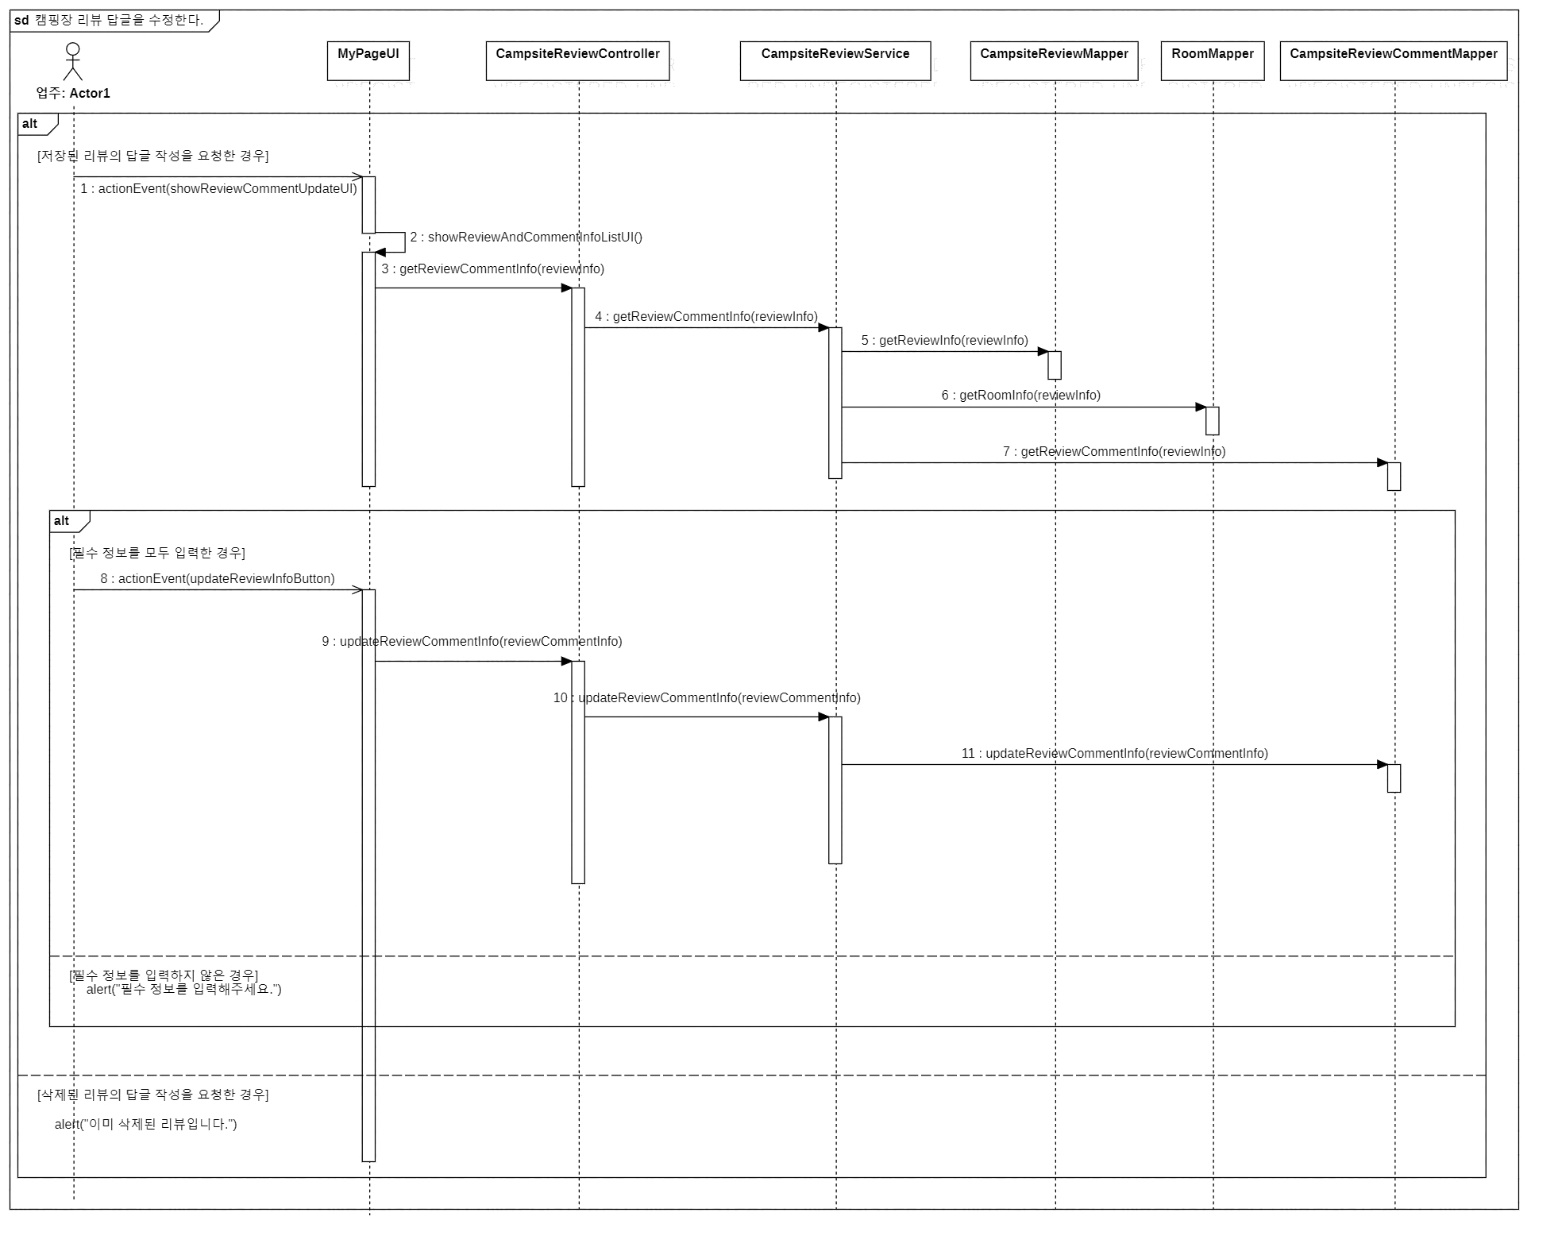 sd 캠핑장 리뷰 답글을 수정한다.
MyPageUI
CampsiteReviewController
CampsiteReviewService
CampsiteReviewMapper
RoomMapper
CampsiteReviewCommentMapper
업주: Actor1
alt
[저장된 리뷰의 답글 작성을 요청한 경우]
1 : actionEvent(showReviewCommentUpdateUI)
2 : showReviewAndCommentInfoListUI()
3 : getReviewCommentInfo(reviewInfo)
4 : getReviewCommentInfo(reviewInfo)
5 : getReviewInfo(reviewInfo)
6 : getRoomInfo(reviewInfo)
7 : getReviewCommentInfo(reviewInfo)
alt
[필수 정보를 모두 입력한 경우]
8 : actionEvent(updateReviewInfoButton)
9 : updateReviewCommentInfo(reviewCommentInfo)
10 : updateReviewCommentInfo(reviewCommentInfo)
11 : updateReviewCommentInfo(reviewCommentInfo)
[필수 정보를 입력하지 않은 경우]
alert("필수 정보를 입력해주세요.")
[삭제된 리뷰의 답글 작성을 요청한 경우]
alert("이미 삭제된 리뷰입니다.")